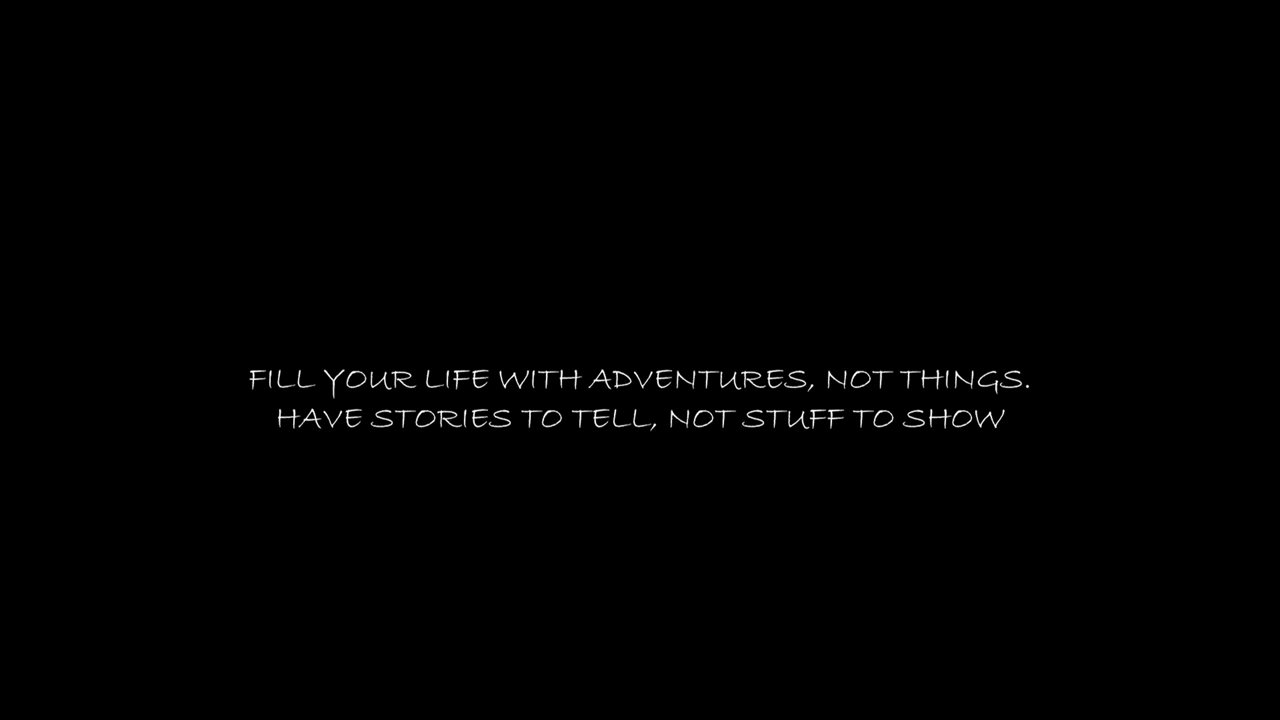 FILL YOUR LIFE WITH ADVENTURES, NOT THINGS.
HAVE STORIES TO TELL, NOT STUFF TO SHOW